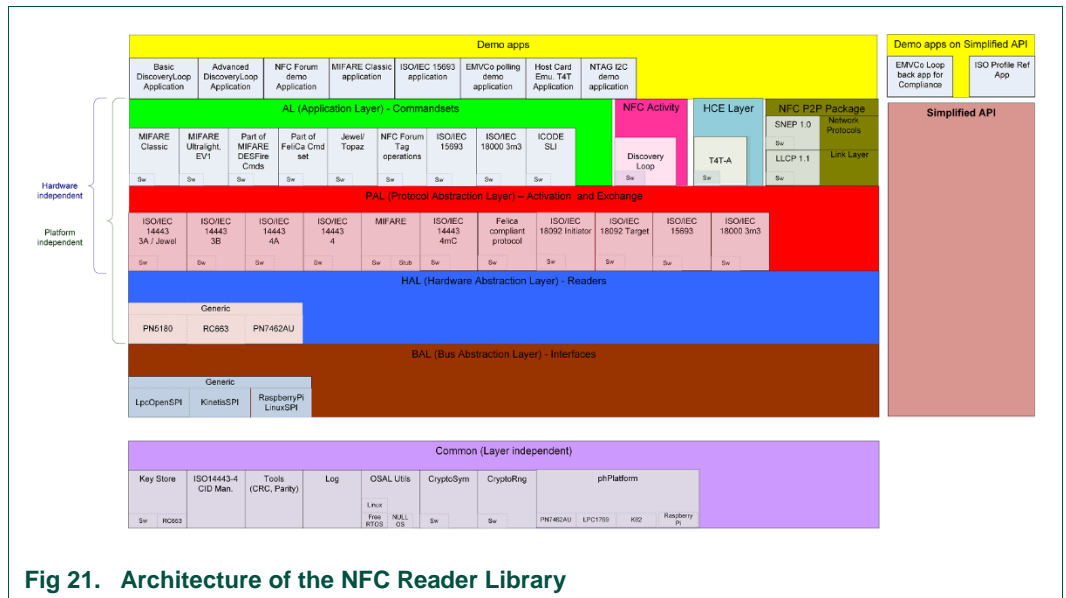 Demo apps
Demo apps on Simplified API
Basic
DiscoveryLoop
Application
Advanced
DiscoveryLoop
Application
NFC Forum
demo
Application
MIFARE Classic
application
ISO/IEC 15693
application
EMVCo polling
demo
application
Host Card
Emu. T4T
Application
NTAG I2C
demo
application
EMVCo Loop
back app for
Compliance
ISO Profile Ref
App
AL (Application Layer) - Commandsets
NFC Activity
HCE Layer
NFC P2P Package
Simplified API
MIFARE
Classic
Sw
MIFARE
Ultralight,
EV1
Sw
Part of
MIFARE
DESFire
Cmds
Sw
Part of
FeliCa Cmd
set
Sw
Jewel/
Topaz
Sw
NFC Forum
Tag
operations
Sw
ISO/IEC
15693
Sw
ISO/IEC
18000 3m3
Sw
ICODE
SLI
Sw
Discovery
Loop
Sw
T4T-A
Sw
SNEP 1.0
Sw
Network
Protocols
LLCP 1.1
Sw
Link Layer
Hardware
independent
Platform
independent
PAL (Protocol Abstraction Layer) – Activation and Exchange
ISO/IEC
14443
3A / Jewel
Sw
ISO/IEC
14443
3B
Sw
ISO/IEC
14443
4A
Sw
ISO/IEC
14443
4
Sw
MIFARE
Sw
Stub
ISO/IEC
14443
4mC
Sw
Felica
compliant
protocol
Sw
ISO/IEC
18092 Initiator
Sw
ISO/IEC
18092 Target
Sw
ISO/IEC
15693
Sw
ISO/IEC
18000 3m3
Sw
HAL (Hardware Abstraction Layer) - Readers
Generic
PN5180
RC663
PN7462AU
BAL (Bus Abstraction Layer) - Interfaces
Generic
LpcOpenSPI
KinetisSPI
RaspberryPi
LinuxSPI
Common (Layer independent)
Key Store
Sw
RC663
ISO14443-4
CID Man.
Tools
(CRC, Parity)
Log
OSAL Utils
Linux
Free
RTOS
NULL
OS
CryptoSym
Sw
CryptoRng
Sw
phPlatform
PN7462AU
LPC1769
K82
Raspberry
Pi
Fig 21. Architecture of the NFC Reader Library